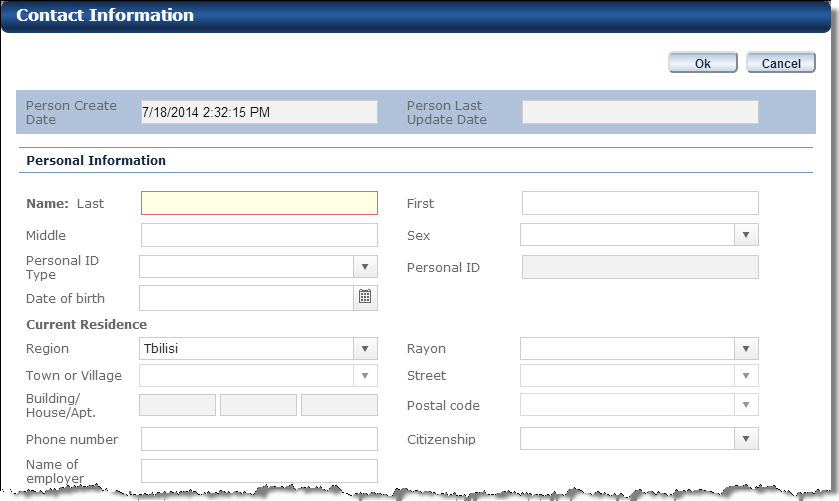 Contact Information
Ok Cancel
Person Create Date 7/18/2014 2:32:15 PM Person Last Update Date
Personal Information
Name: Last First
Middle Sex
Personal ID Type Personal ID
Date of birth
Current Residence
Region Tbilisi Rayon
Town or Village Street
Building/ House/Apt. Postal code
Phone number Citizenship
Name of employer